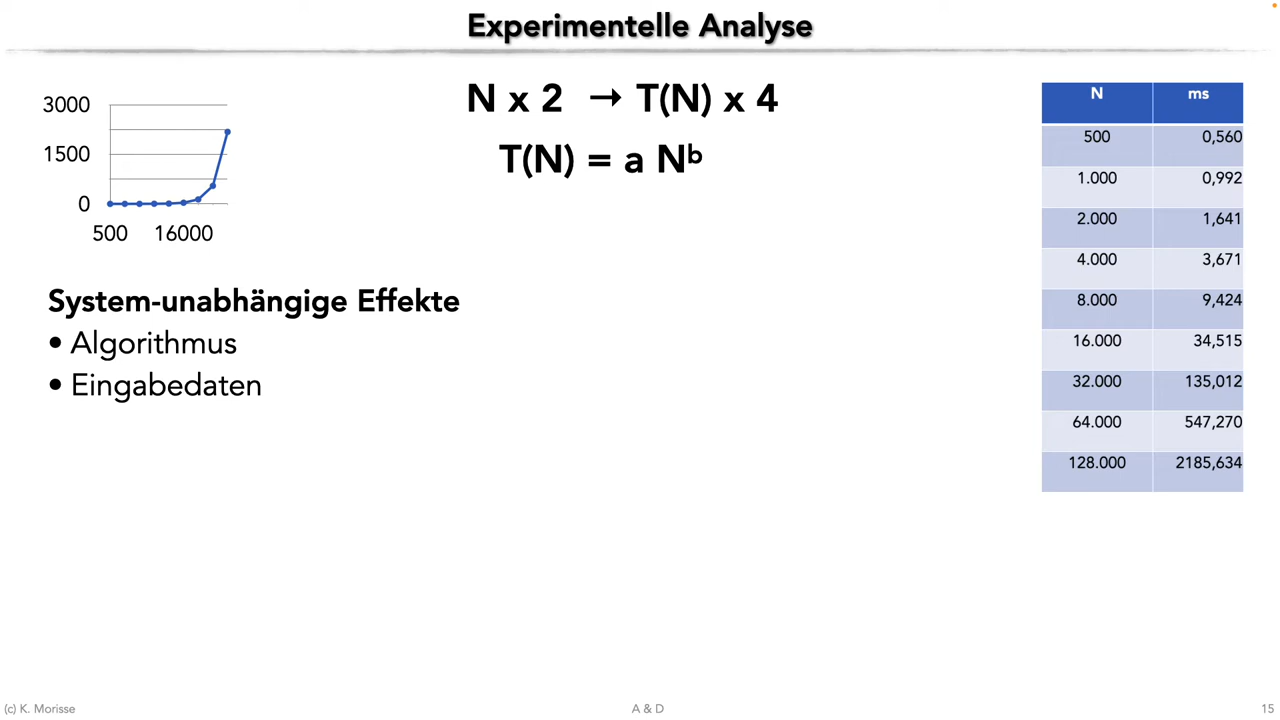 Experimentelle Analyse
N x 2 → T(N) x 4
T(N) = a Nᵇ
3000
1500
0
500 16000
System-unabhängige Effekte
• Algorithmus
• Eingabedaten
N ms
500 0,560
1.000 0,992
2.000 1,641
4.000 3,671
8.000 9,424
16.000 34,515
32.000 135,012
64.000 547,270
128.000 2185,634
(c) K. Morisse A & D 15